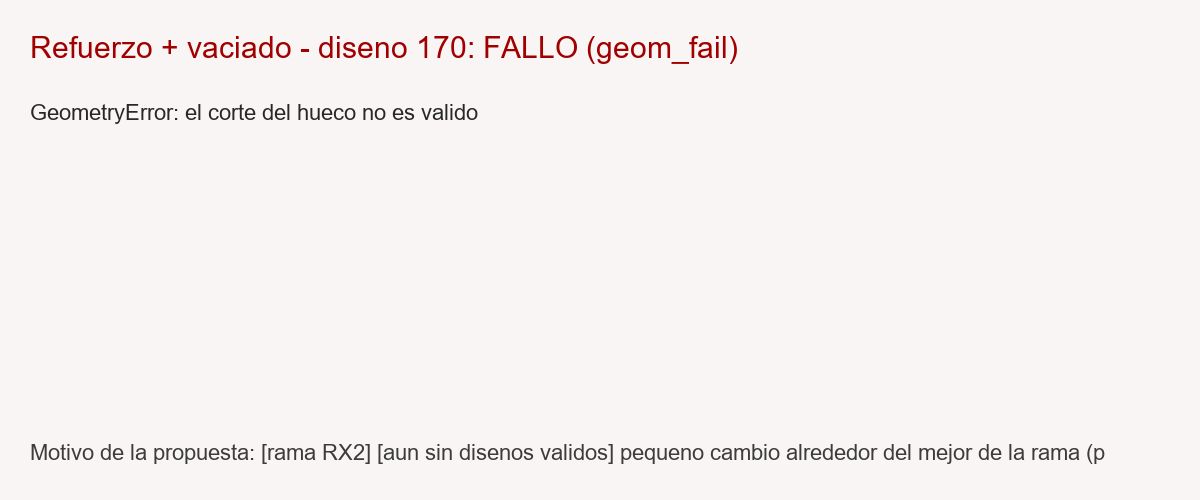 Refuerzo + vaciado - diseno 170: FALLO (geom_fail)
GeometryError: el corte del hueco no es valido
Motivo de la propuesta: [rama RX2] [aun sin disenos validos] pequeno cambio alrededor del mejor de la rama (p